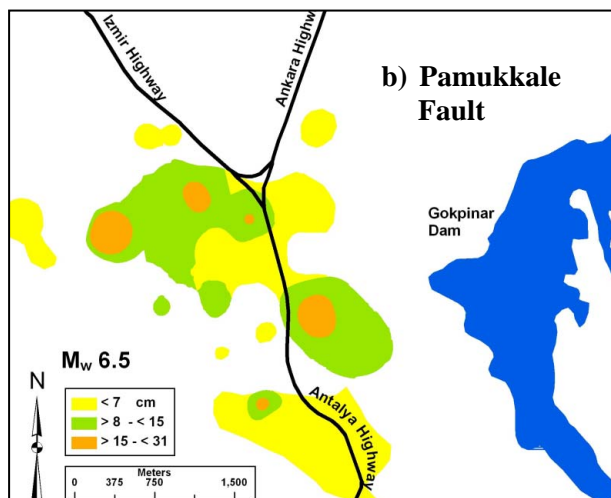 Izmir Highway
Ankara Highw
b) Pamukkale
Fault
Gokpinar
Dam
Mw 6.5
N
< 7 cm
> 8 - < 15
> 15 - < 31
Antalya Highway
Meters
0 375 750 1,500